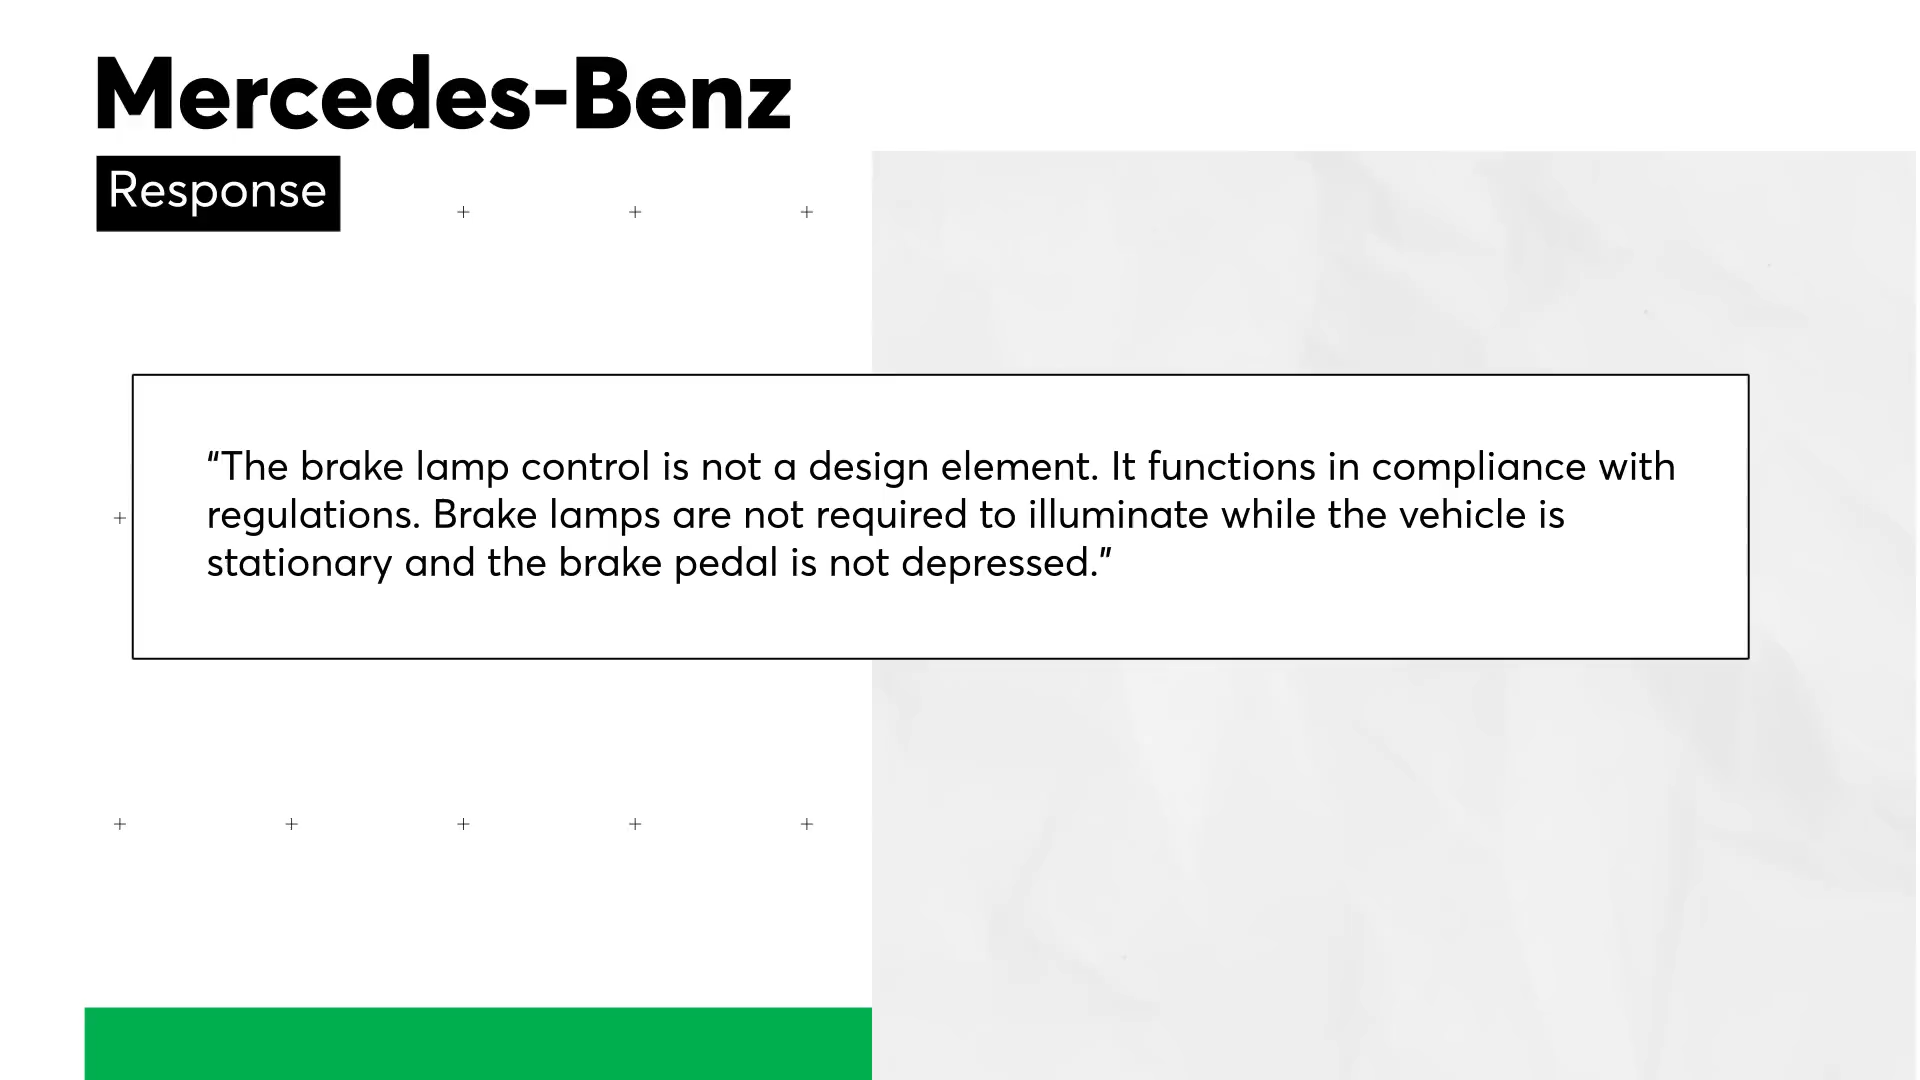 Mercedes-Benz
Response
"The brake lamp control is not a design element. It functions in compliance with
regulations. Brake lamps are not required to illuminate while the vehicle is
stationary and the brake pedal is not depressed."